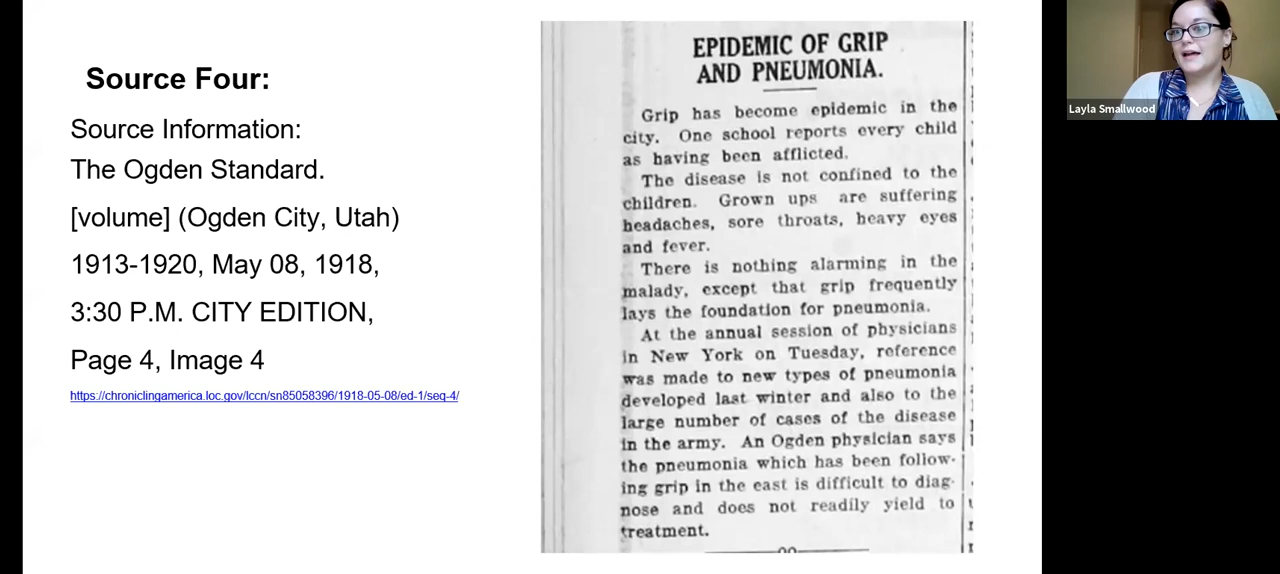 Source Four:
Source Information:
The Ogden Standard.
[volume] (Ogden City, Utah)
1913-1920, May 08, 1918,
3:30 P.M. CITY EDITION,
Page 4, Image 4
https://chroniclingamerica.loc.gov/lccn/sn85058396/1918-05-08/ed-1/seq-4/
EPIDEMIC OF GRIP
AND PNEUMONIA.
Grip has become epidemic in the
city. One school reports every child
as having been afflicted.
The disease is not confined to the
children. Grown ups are suffering
headaches, sore throats, heavy eyes
and fever.
There is nothing alarming in the
malady, except that grip frequently
lays the foundation for pneumonia.
At the annual session of physicians
in New York on Tuesday, reference
was made to new types of pneumonia
developed last winter and also to the
large number of cases of the disease
in the army. An Ogden physician says
the pneumonia which has been follow-
ing grip in the east is difficult to diag-
nose and does not readily yield to
treatment.
Layla Smallwood